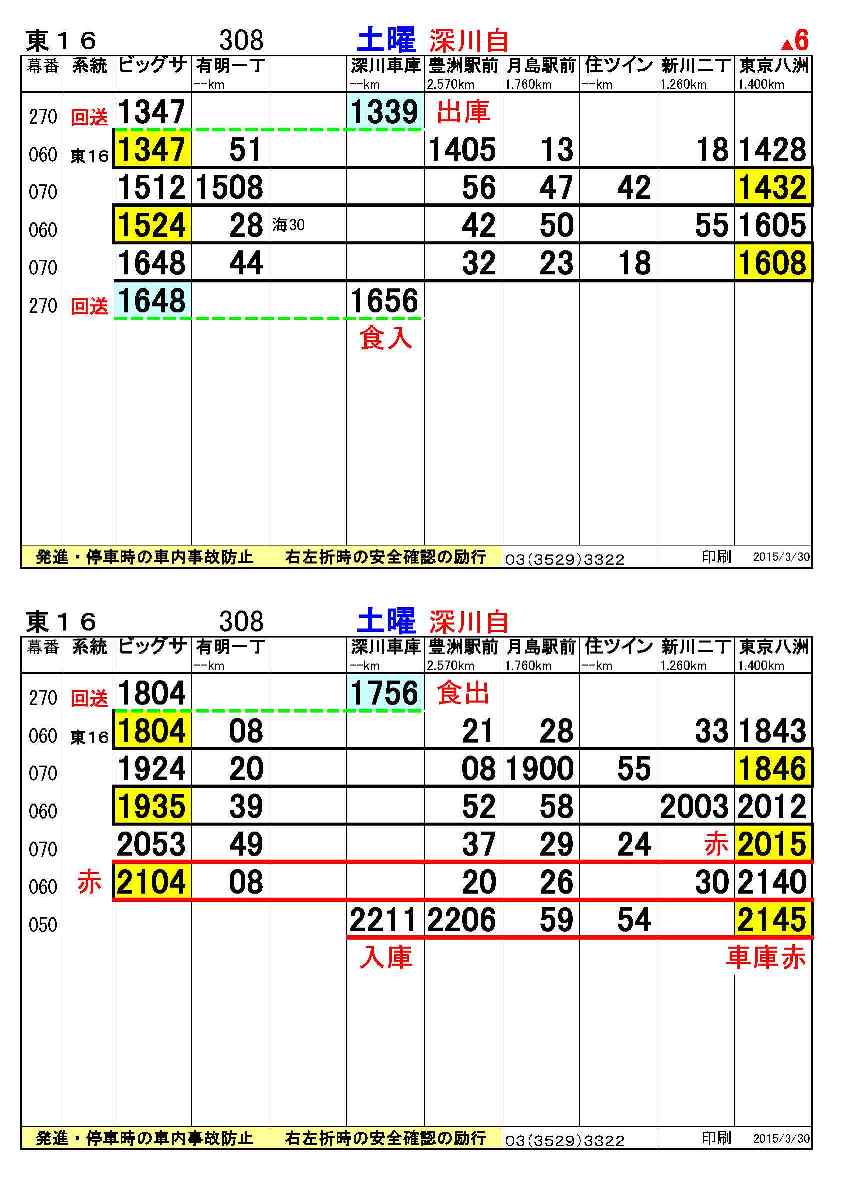 東１６ 308 土曜 深川自 ▲6
幕番 系統 ビッグサ 有明一丁 深川車庫 豊洲駅前 月島駅前 住ツイン 新川二丁 東京八洲
--km --km 2.570km 1.760km --km 1.260km 1.400km
270 回送 1347 1339 出庫
060 東16 1347 51 1405 13 18 1428
070 1512 1508 56 47 42 1432
060 1524 28 海30 42 50 55 1605
070 1648 44 32 23 18 1608
270 回送 1648 1656
食入
発進・停車時の車内事故防止 右左折時の安全確認の励行 03(3529)3322 印刷 2015/3/30
東１６ 308 土曜 深川自
幕番 系統 ビッグサ 有明一丁 深川車庫 豊洲駅前 月島駅前 住ツイン 新川二丁 東京八洲
--km --km 2.570km 1.760km --km 1.260km 1.400km
270 回送 1804 1756 食出
060 東16 1804 08 21 28 33 1843
070 1924 20 08 1900 55 1846
060 1935 39 52 58 2003 2012
070 2053 49 37 29 24 赤 2015
060 赤 2104 08 20 26 30 2140
050 2211 2206 59 54 2145
入庫 車庫赤
発進・停車時の車内事故防止 右左折時の安全確認の励行 03(3529)3322 印刷 2015/3/30